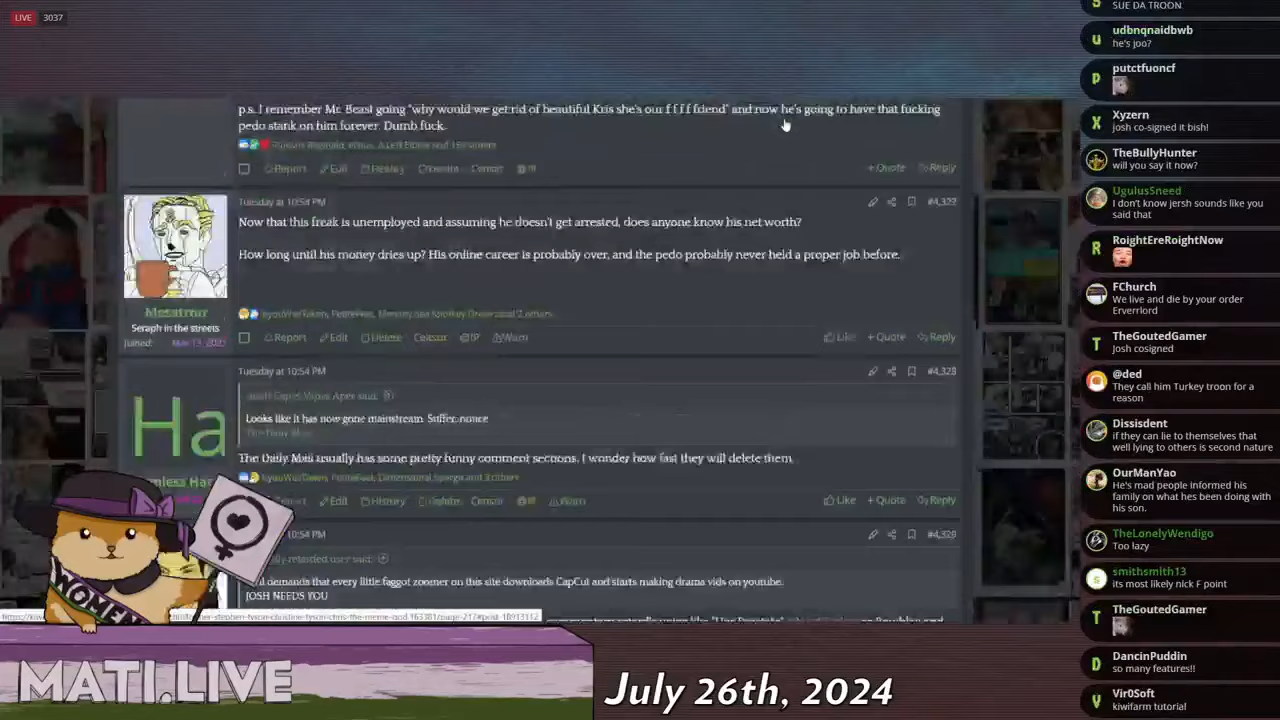 LIVE 3037
p.s. I remember Mr. Beast going "why would we get rid of beautiful Kris she's our f f f f friend" and now he's going to have that fucking
pedo stank on him forever. Dumb fuck.
Report Edit History Delete Censor IP
+ Quote Reply
Tuesday at 10:54 PM
#4,327
Now that this freak is unemployed and assuming he doesn't get arrested, does anyone know his net worth?
How long until his money dries up? His online career is probably over, and the pedo probably never held a proper job before.
Seraph in the streets
Joined: Mar 13, 2021
Report Edit Delete Censor IP Warn
Like + Quote Reply
Tuesday at 10:54 PM
#4,328
Ha
Looks like it has now gone mainstream. Suffer, nonce
The Daily Mail usually has some pretty funny comment sections. I wonder how fast they will delete them.
Edit History Delete Censor IP Warn
Like + Quote Reply
10:54 PM
#4,329
demands that every little faggot zoomer on this site downloads CapCut and starts making drama vids on youtube.
JOSH NEEDS YOU
WOMEN
MATI.LIVE
July 26th, 2024
SUE DA TROON
udbnqnaidbwb
he's joo?
putctfuoncf
Xyzern
josh co-signed it bish!
TheBullyHunter
will you say it now?
UgulusSneed
I don't know jersh sounds like you
said that
RoightEreRoightNow
FChurch
We live and die by your order
Erverrlord
TheGoutedGamer
Josh cosigned
@ded
They call him Turkey troon for a
reason
Dissisdent
if they can lie to themselves that
well lying to others is second nature
OurManYao
He's mad people informed his
family on what hes been doing with
his son.
TheLonelyWendigo
Too lazy
smithsmith13
its most likely nick F point
TheGoutedGamer
DancinPuddin
so many features!!
Vir0Soft
kiwifarm tutorial